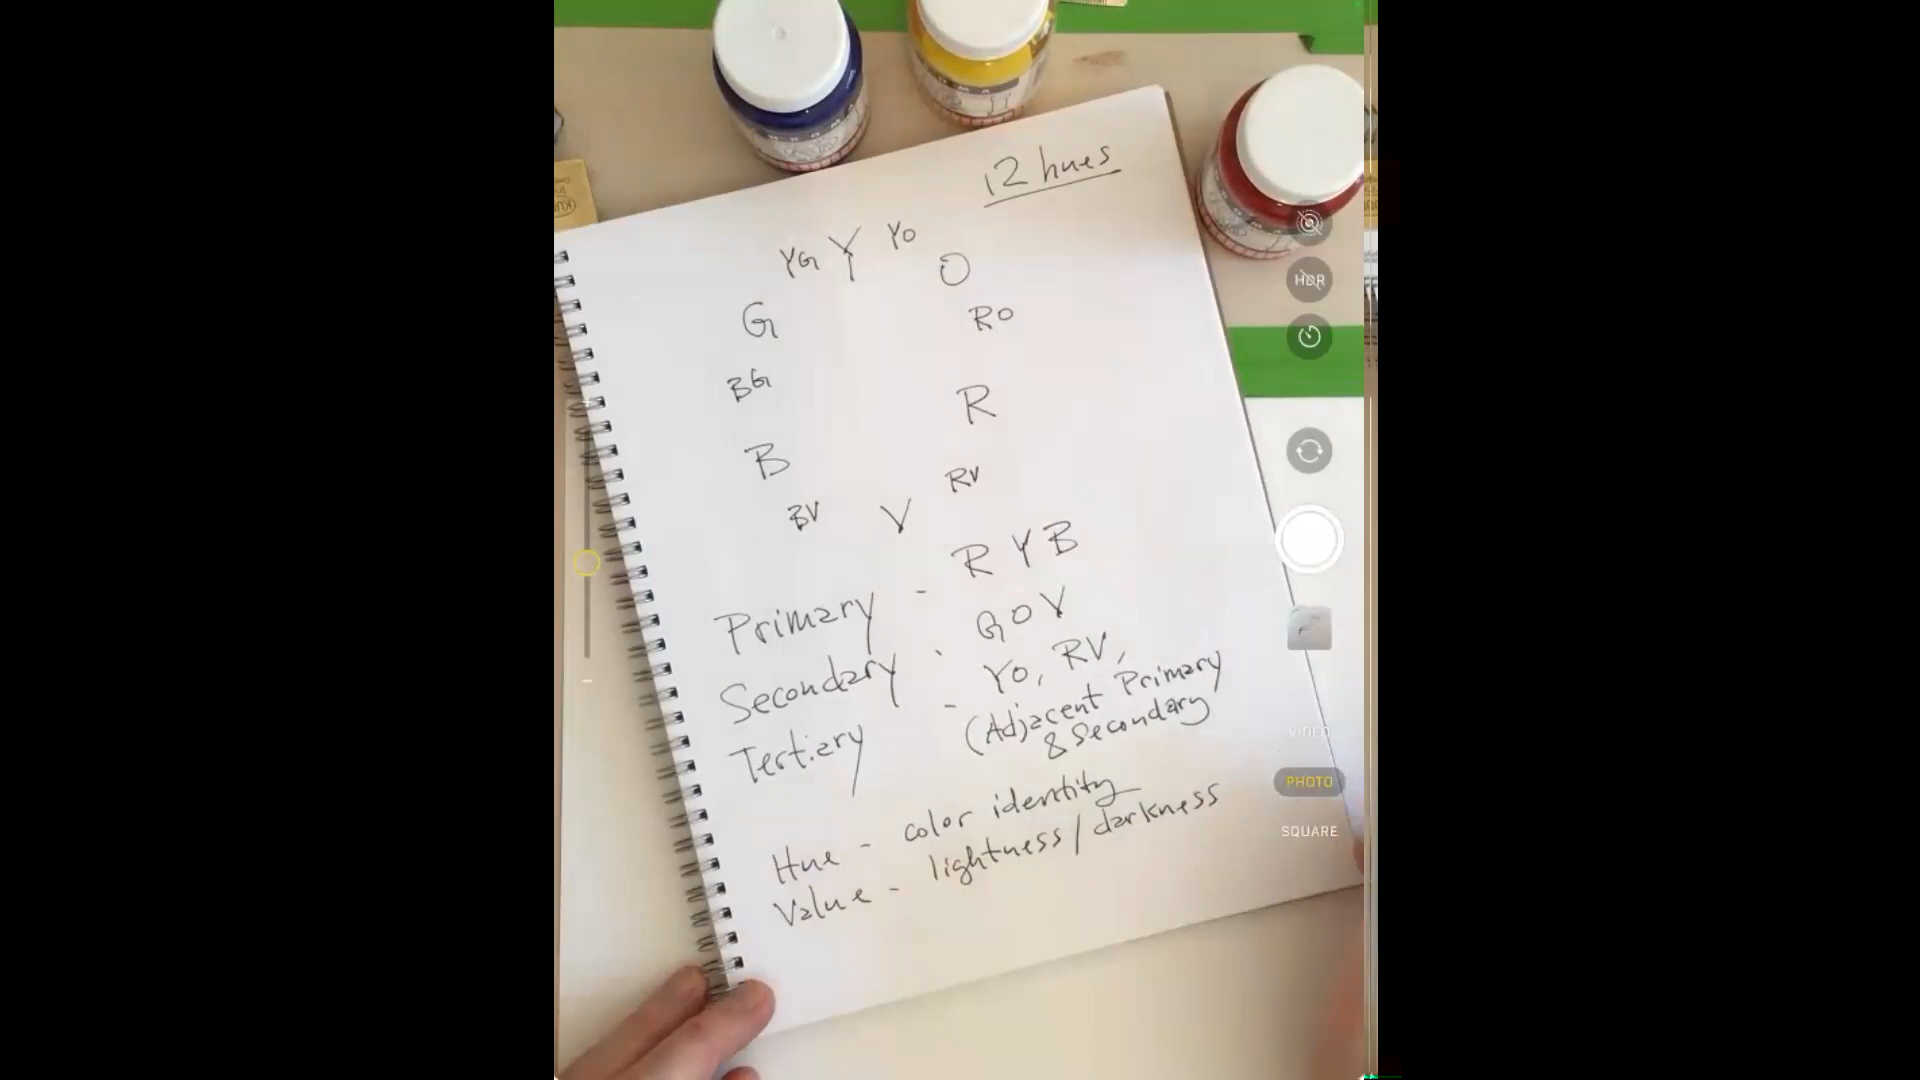 12 hues
YG Y YO
O
G
RO
BG
R
B
RV
BV V
Primary - R Y B
Secondary - G O V
Tertiary - YO, RV,
(Adjacent Primary
& Secondary
Hue - color identity
Value - lightness/darkness
HDR
VIDEO
PHOTO
SQUARE